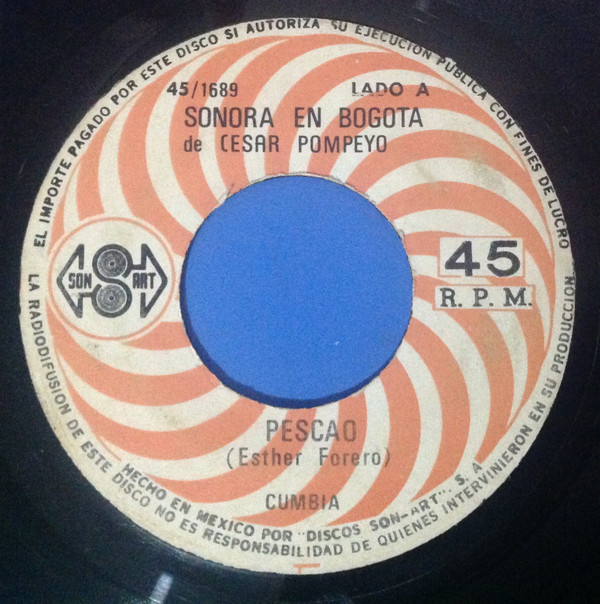 EL IMPORTE PAGADO POR ESTE DISCO SI AUTORIZA SU EJECUCION PUBLICA CON FINES DE LUCRO
45/1689 LADO A
SONORA EN BOGOTA
de CESAR POMPEYO
SON ART
45
R.P.M.
PESCAO
(Esther Forero)
CUMBIA
HECHO EN MEXICO POR "DISCOS SON-ART". S. A
LA RADIODIFUSION DE ESTE DISCO NO ES RESPONSABILIDAD DE QUIENES INTERVINIERON EN SU PRODUCCION